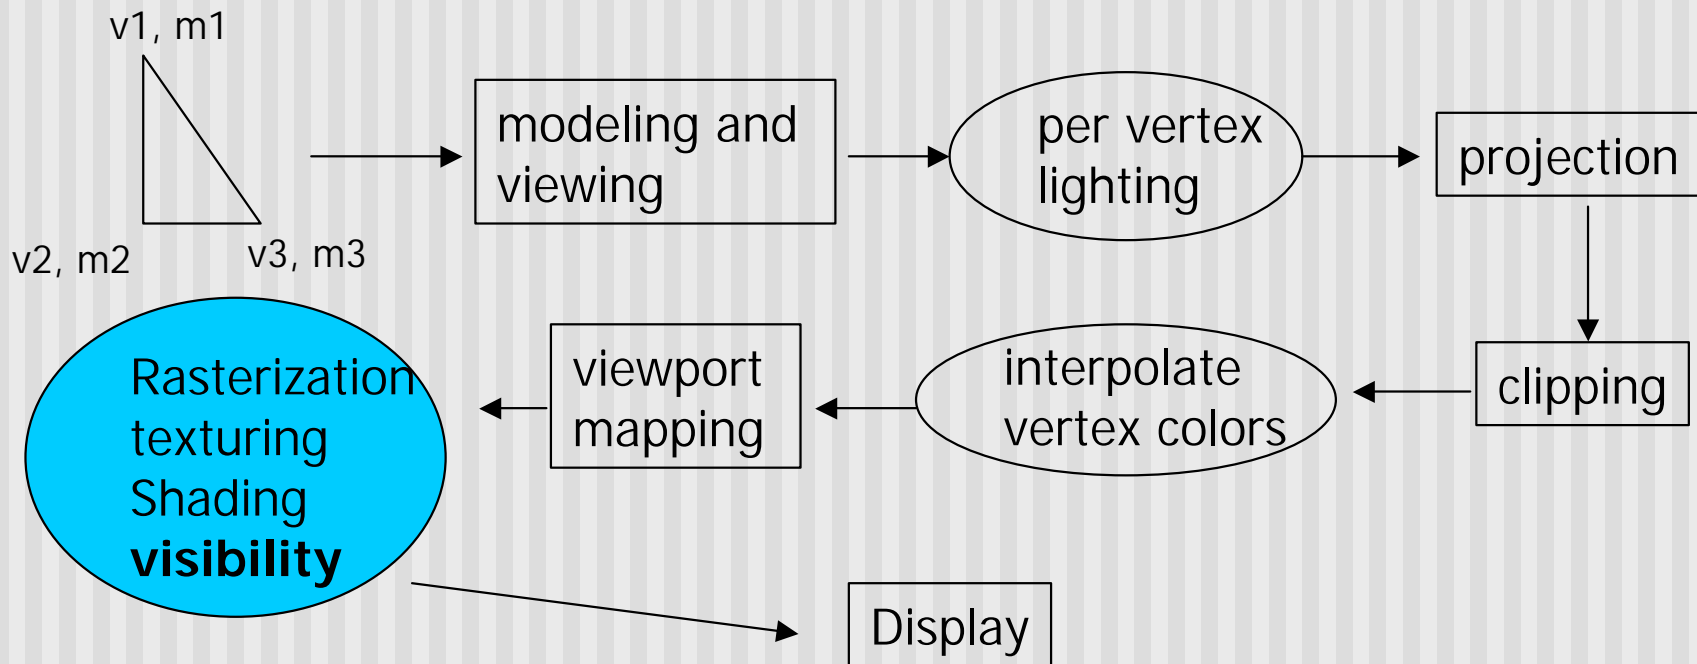 v1, m1
v2, m2
v3, m3
modeling and
viewing
per vertex
lighting
projection
clipping
interpolate
vertex colors
viewport
mapping
Rasterization
texturing
Shading
visibility
Display